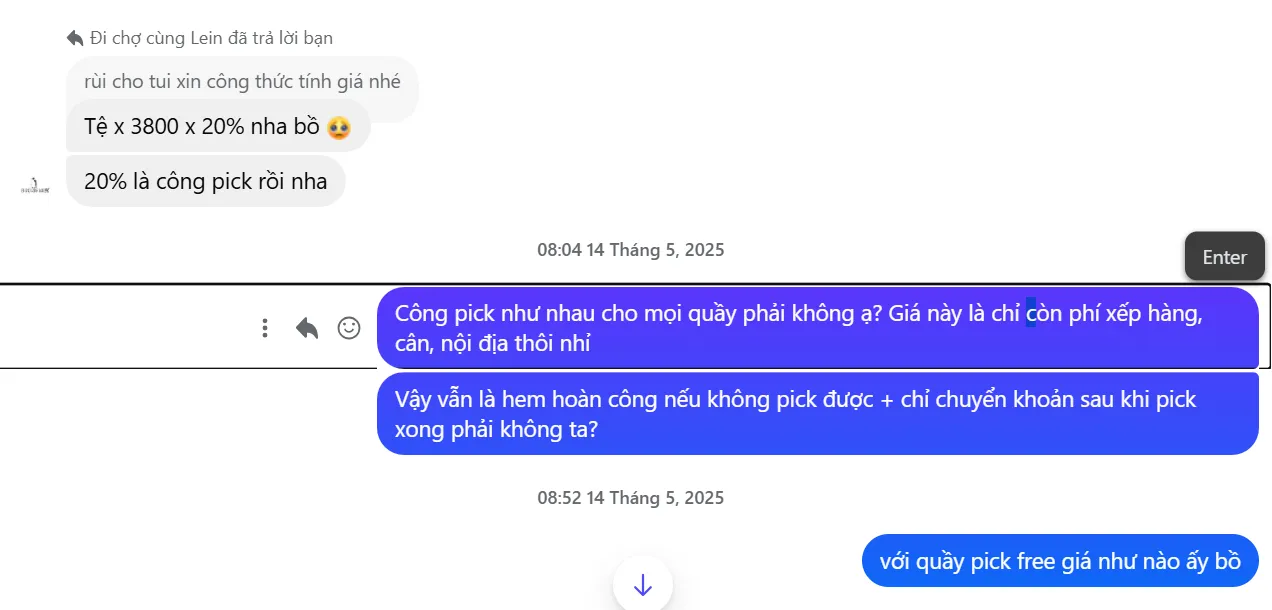 Đi chợ cùng Lein đã trả lời bạn
rùi cho tui xin công thức tính giá nhé
Tệ x 3800 x 20% nha bồ 🥹
20% là công pick rồi nha
08:04 14 Tháng 5, 2025
Enter
Công pick như nhau cho mọi quầy phải không ạ? Giá này là chỉ còn phí xếp hàng,
cân, nội địa thôi nhỉ
Vậy vẫn là hem hoàn công nếu không pick được + chỉ chuyển khoản sau khi pick
xong phải không ta?
08:52 14 Tháng 5, 2025
với quầy pick free giá như nào ấy bồ